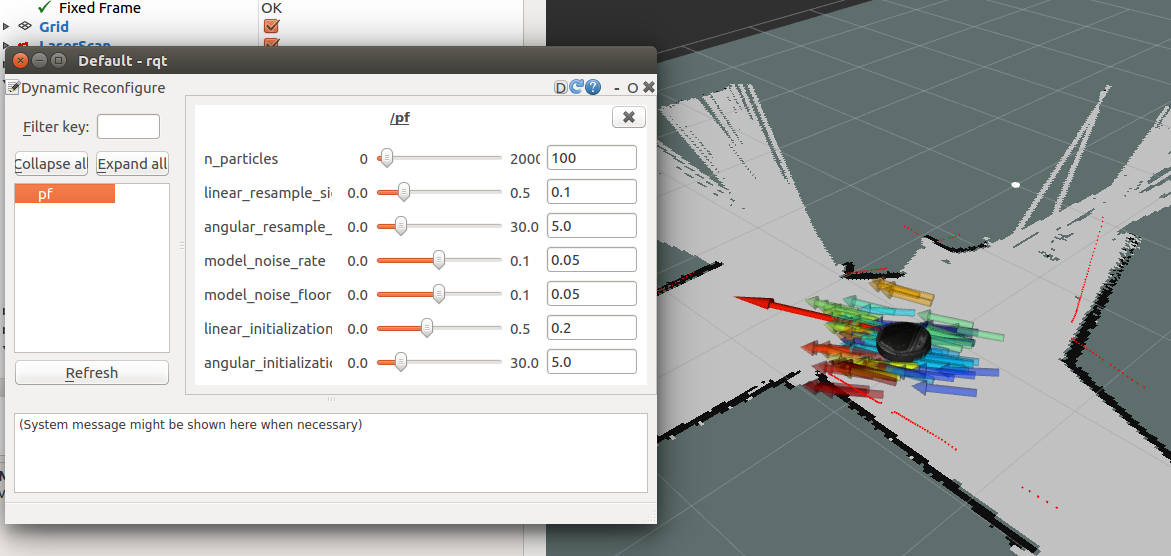 Fixed Frame OK
Grid
LaserScan
Default - rqt
Dynamic Reconfigure D - O
Filter key:
Collapse all Expand all
pf
Refresh
/pf
n_particles 0 2000 100
linear_resample_si 0.0 0.5 0.1
angular_resample_ 0.0 30.0 5.0
model_noise_rate 0.0 0.1 0.05
model_noise_floor 0.0 0.1 0.05
linear_initialization 0.0 0.5 0.2
angular_initializati 0.0 30.0 5.0
(System message might be shown here when necessary)